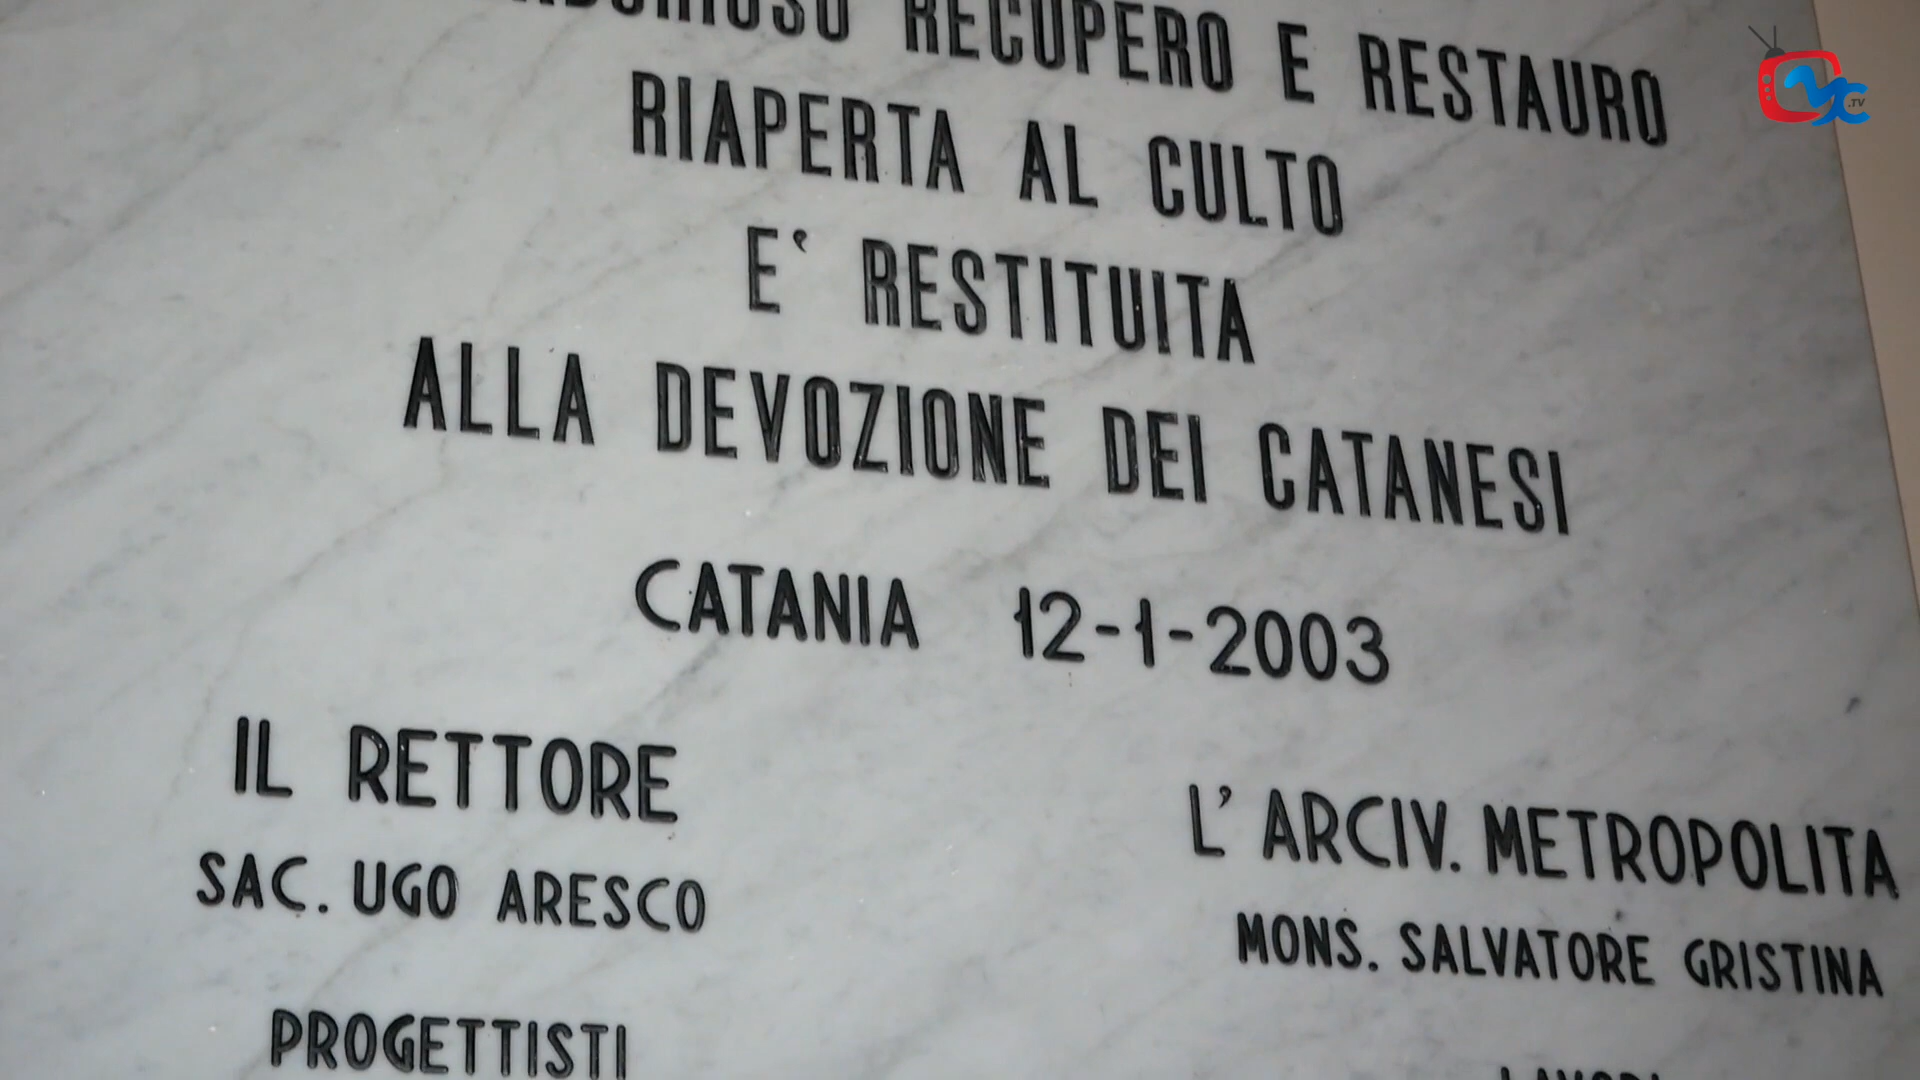 RECUPERO E RESTAURO
RIAPERTA AL CULTO
E' RESTITUITA
ALLA DEVOZIONE DEI CATANESI
CATANIA 12-1-2003
IL RETTORE
SAC. UGO ARESCO
L'ARCIV. METROPOLITA
MONS. SALVATORE GRISTINA
PROGETTISTI
.TV